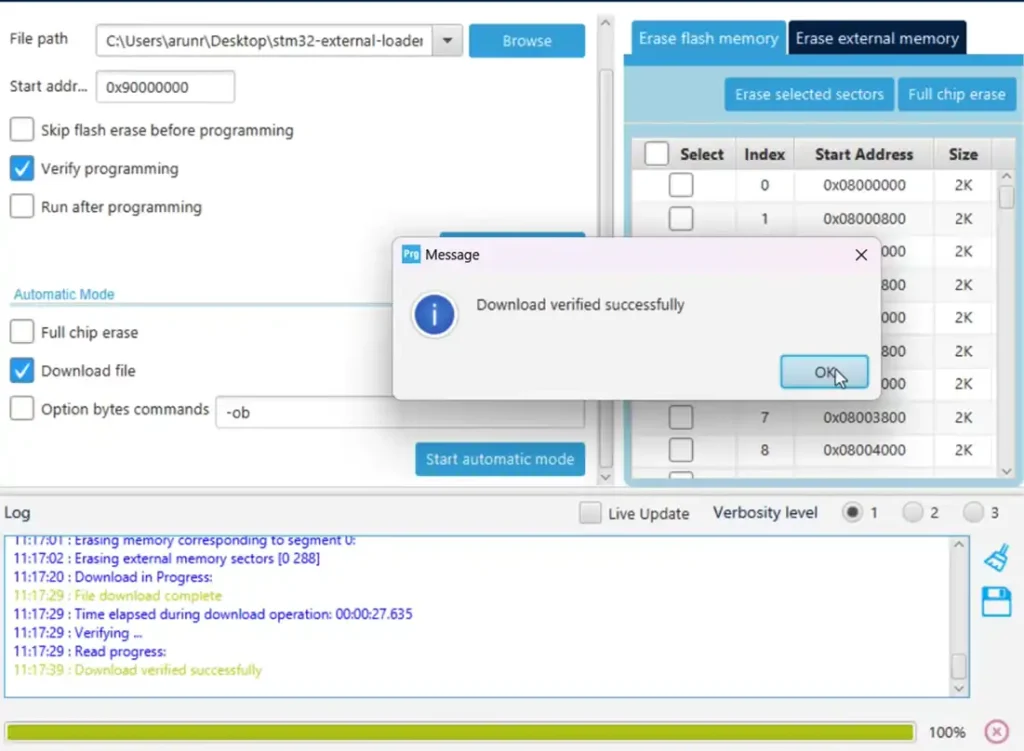 File path
C:\Users\arunr\Desktop\stm32-external-loader
Browse
Start addr...
0x90000000
Skip flash erase before programming
Verify programming
Run after programming
Automatic Mode
Full chip erase
Download file
Option bytes commands
-ob
Start automatic mode
Erase flash memory
Erase external memory
Erase selected sectors
Full chip erase
Select Index Start Address Size
0 0x08000000 2K
1 0x08000800 2K
000 2K
800 2K
000 2K
800 2K
000 2K
7 0x08003800 2K
8 0x08004000 2K
Prg Message
Download verified successfully
OK
Log
Live Update
Verbosity level
1
2
3
11:17:01 : Erasing memory corresponding to segment 0:
11:17:02 : Erasing external memory sectors [0 288]
11:17:20 : Download in Progress:
11:17:29 : File download complete
11:17:29 : Time elapsed during download operation: 00:00:27.635
11:17:29 : Verifying ...
11:17:29 : Read progress:
11:17:39 : Download verified successfully
100%